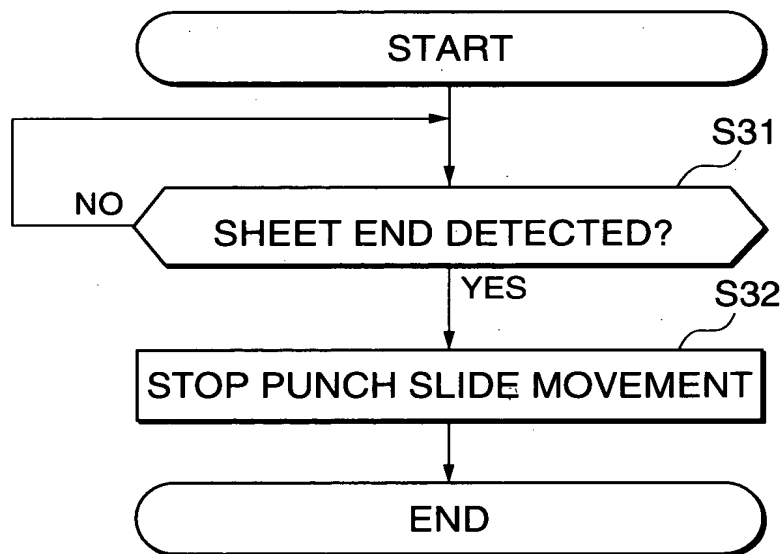 START
S31
NO
SHEET END DETECTED?
YES
S32
STOP PUNCH SLIDE MOVEMENT
END